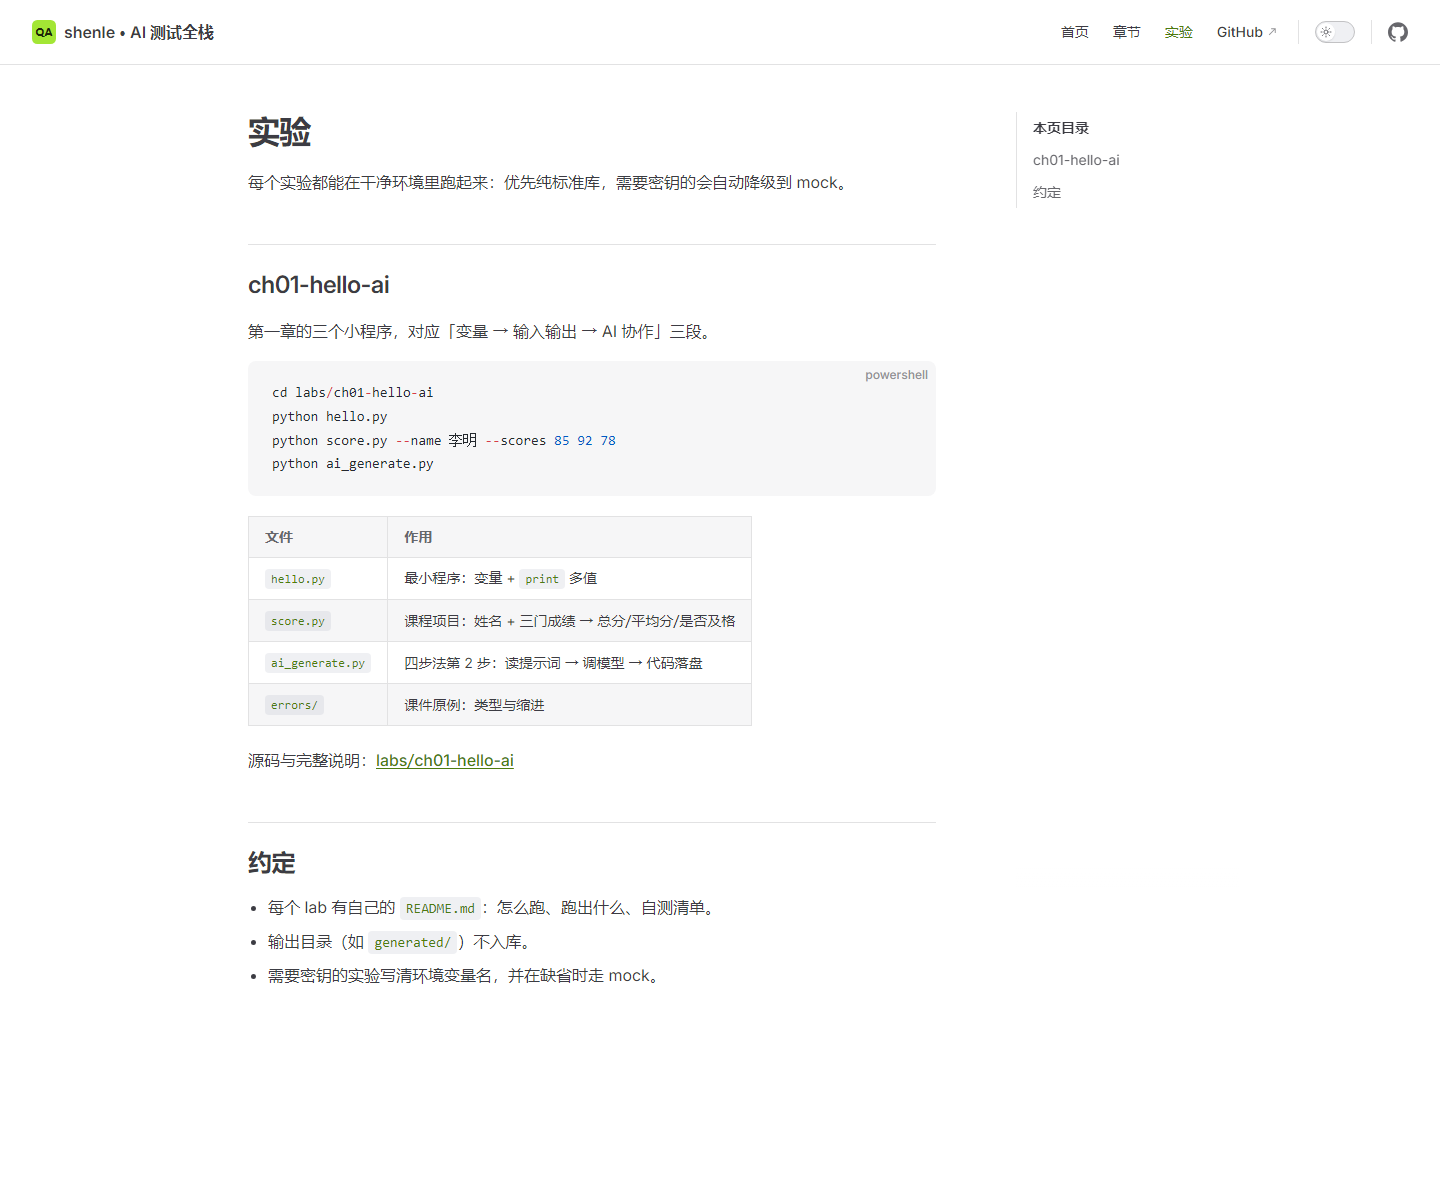 QA shenle • AI 测试全栈
首页 章节 实验 GitHub ↗
实验
每个实验都能在干净环境里跑起来：优先纯标准库，需要密钥的会自动降级到 mock。
本页目录
ch01-hello-ai
约定
ch01-hello-ai
第一章的三个小程序，对应「变量 → 输入输出 → AI 协作」三段。
powershell
cd labs/ch01-hello-ai
python hello.py
python score.py --name 李明 --scores 85 92 78
python ai_generate.py
文件 作用
hello.py 最小程序：变量 + print 多值
score.py 课程项目：姓名 + 三门成绩 → 总分/平均分/是否及格
ai_generate.py 四步法第 2 步：读提示词 → 调模型 → 代码落盘
errors/ 课件原例：类型与缩进
源码与完整说明：labs/ch01-hello-ai
约定
• 每个 lab 有自己的 README.md：怎么跑、跑出什么、自测清单。
• 输出目录（如 generated/）不入库。
• 需要密钥的实验写清环境变量名，并在缺省时走 mock。